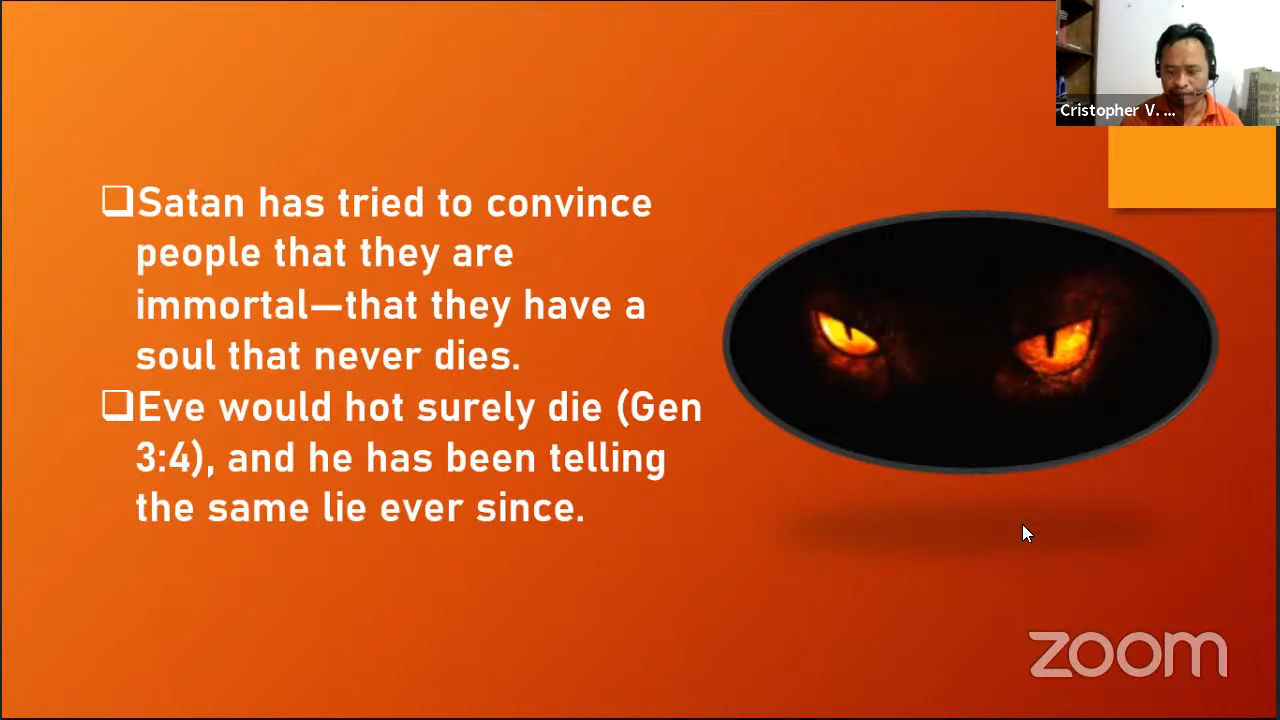 Cristopher V. ...
❑Satan has tried to convince
people that they are
immortal—that they have a
soul that never dies.
❑Eve would hot surely die (Gen
3:4), and he has been telling
the same lie ever since.
zoom